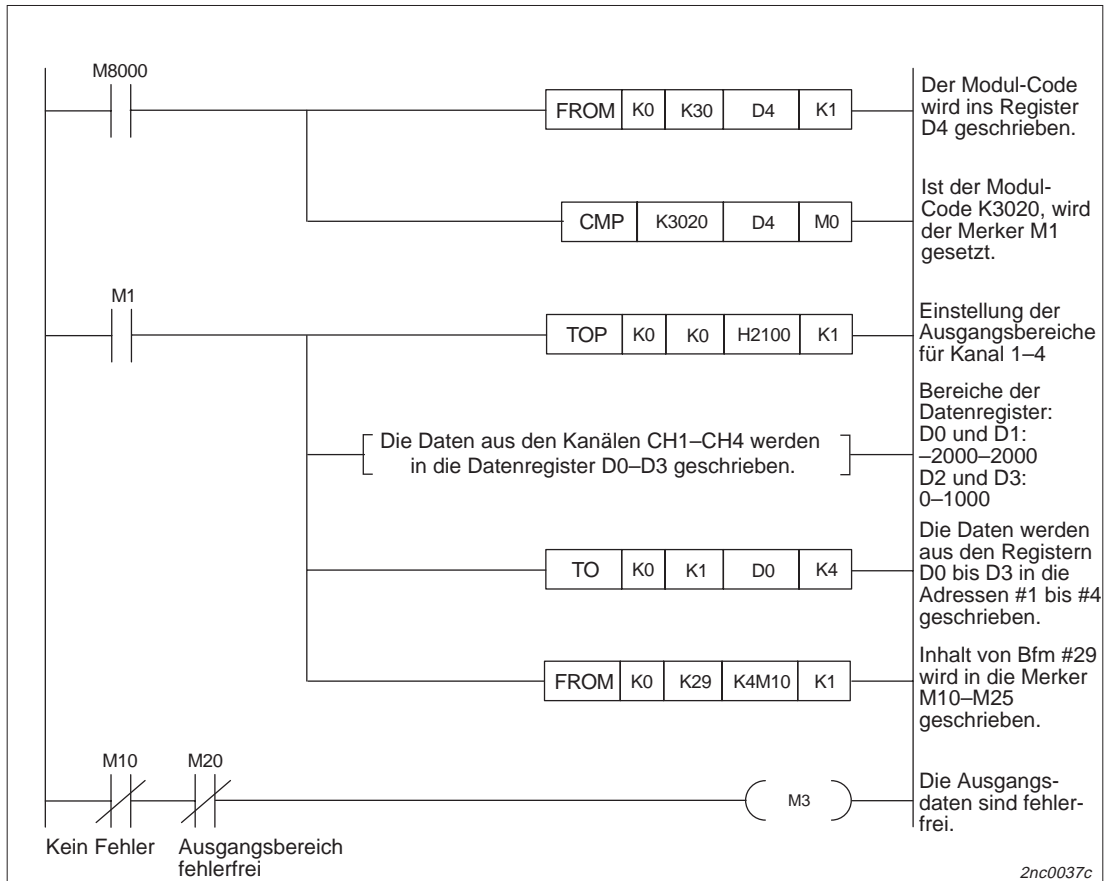 M8000
FROM K0 K30 D4 K1
Der Modul-Code
wird ins Register
D4 geschrieben.
CMP K3020 D4 M0
Ist der Modul-
Code K3020, wird
der Merker M1
gesetzt.
M1
TOP K0 K0 H2100 K1
Einstellung der
Ausgangsbereiche
für Kanal 1–4
Die Daten aus den Kanälen CH1–CH4 werden
in die Datenregister D0–D3 geschrieben.
Bereiche der
Datenregister:
D0 und D1:
–2000–2000
D2 und D3:
0–1000
TO K0 K1 D0 K4
Die Daten werden
aus den Registern
D0 bis D3 in die
Adressen #1 bis #4
geschrieben.
FROM K0 K29 K4M10 K1
Inhalt von Bfm #29
wird in die Merker
M10–M25
geschrieben.
M10 M20
M3
Die Ausgangs-
daten sind fehler-
frei.
Kein Fehler
Ausgangsbereich
fehlerfrei
2nc0037c